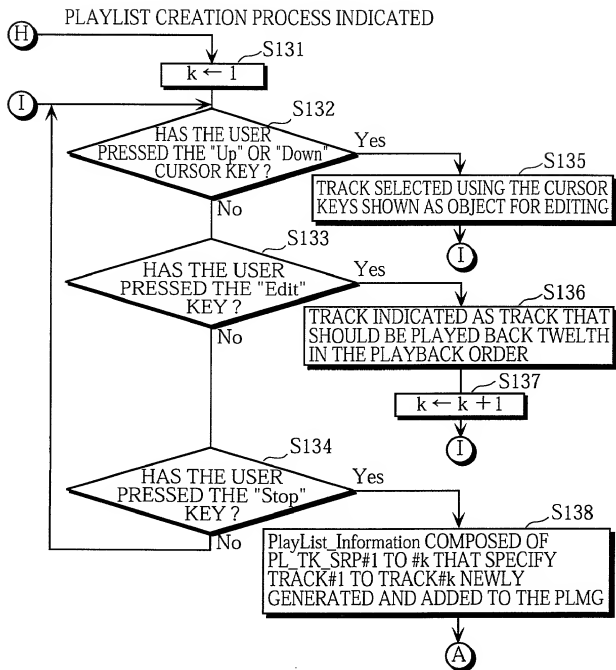 PLAYLIST CREATION PROCESS INDICATED
H
S131
k ← 1
I
S132
HAS THE USER
PRESSED THE "Up" OR "Down"
CURSOR KEY ?
Yes
No
S135
TRACK SELECTED USING THE CURSOR
KEYS SHOWN AS OBJECT FOR EDITING
I
S133
HAS THE USER
PRESSED THE "Edit"
KEY ?
Yes
No
S136
TRACK INDICATED AS TRACK THAT
SHOULD BE PLAYED BACK TWELTH
IN THE PLAYBACK ORDER
S137
k ← k + 1
I
S134
HAS THE USER
PRESSED THE "Stop"
KEY ?
Yes
No
S138
PlayList_Information COMPOSED OF
PL_TK_SRP#1 TO #k THAT SPECIFY
TRACK#1 TO TRACK#k NEWLY
GENERATED AND ADDED TO THE PLMG
A